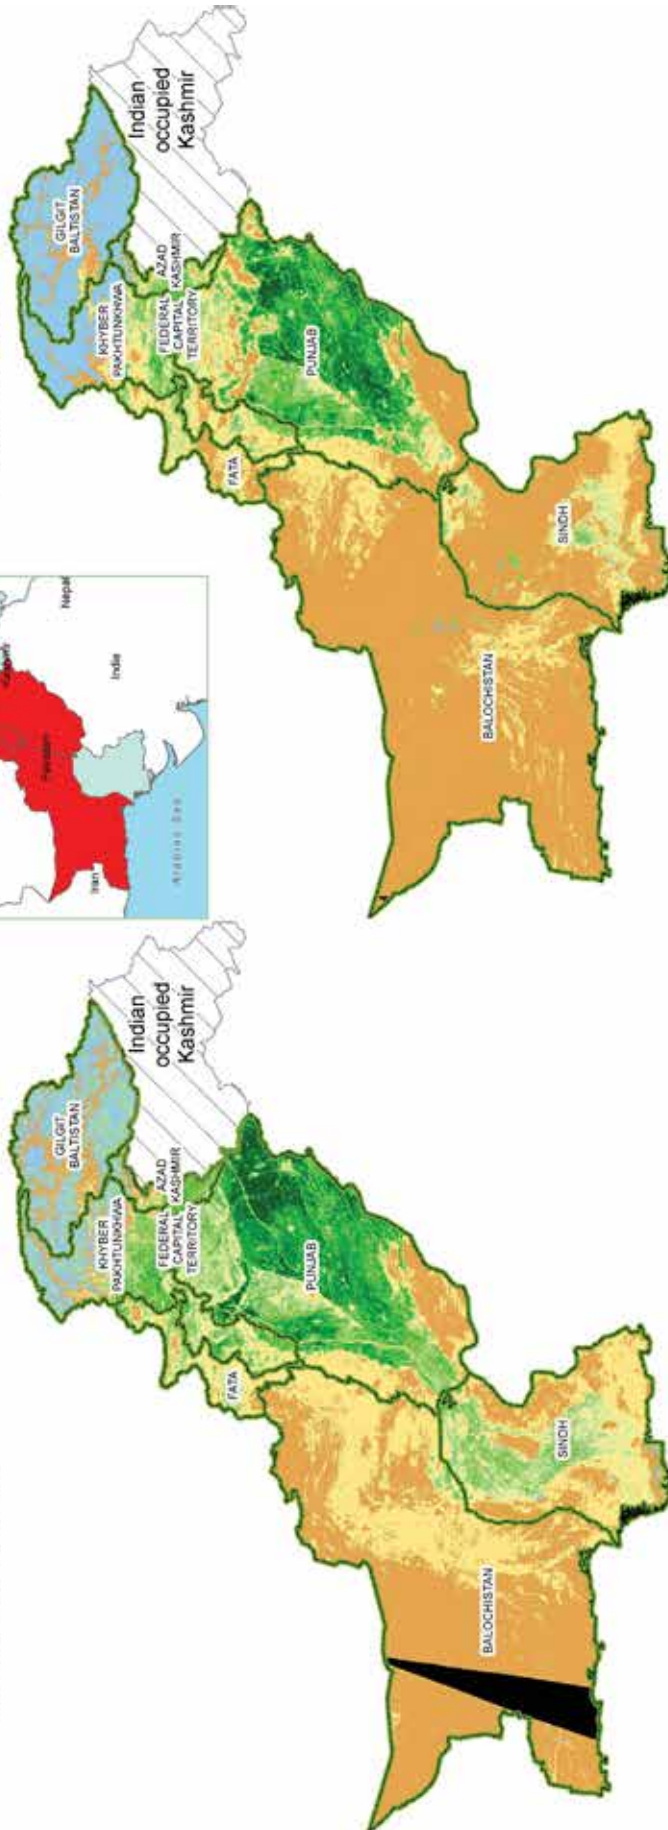 Indian
occupied
Kashmir
GILGIT
BALTISTAN
KHYBER
PAKHTUNKHWA
AZAD
KASHMIR
FEDERAL
CAPITAL
TERRITORY
FATA
PUNJAB
BALOCHISTAN
SINDH
Nepal
India
Pakistan
Iran
Arabian Sea
Indian
occupied
Kashmir
GILGIT
BALTISTAN
KHYBER
PAKHTUNKHWA
AZAD
KASHMIR
FEDERAL
CAPITAL
TERRITORY
FATA
PUNJAB
BALOCHISTAN
SINDH